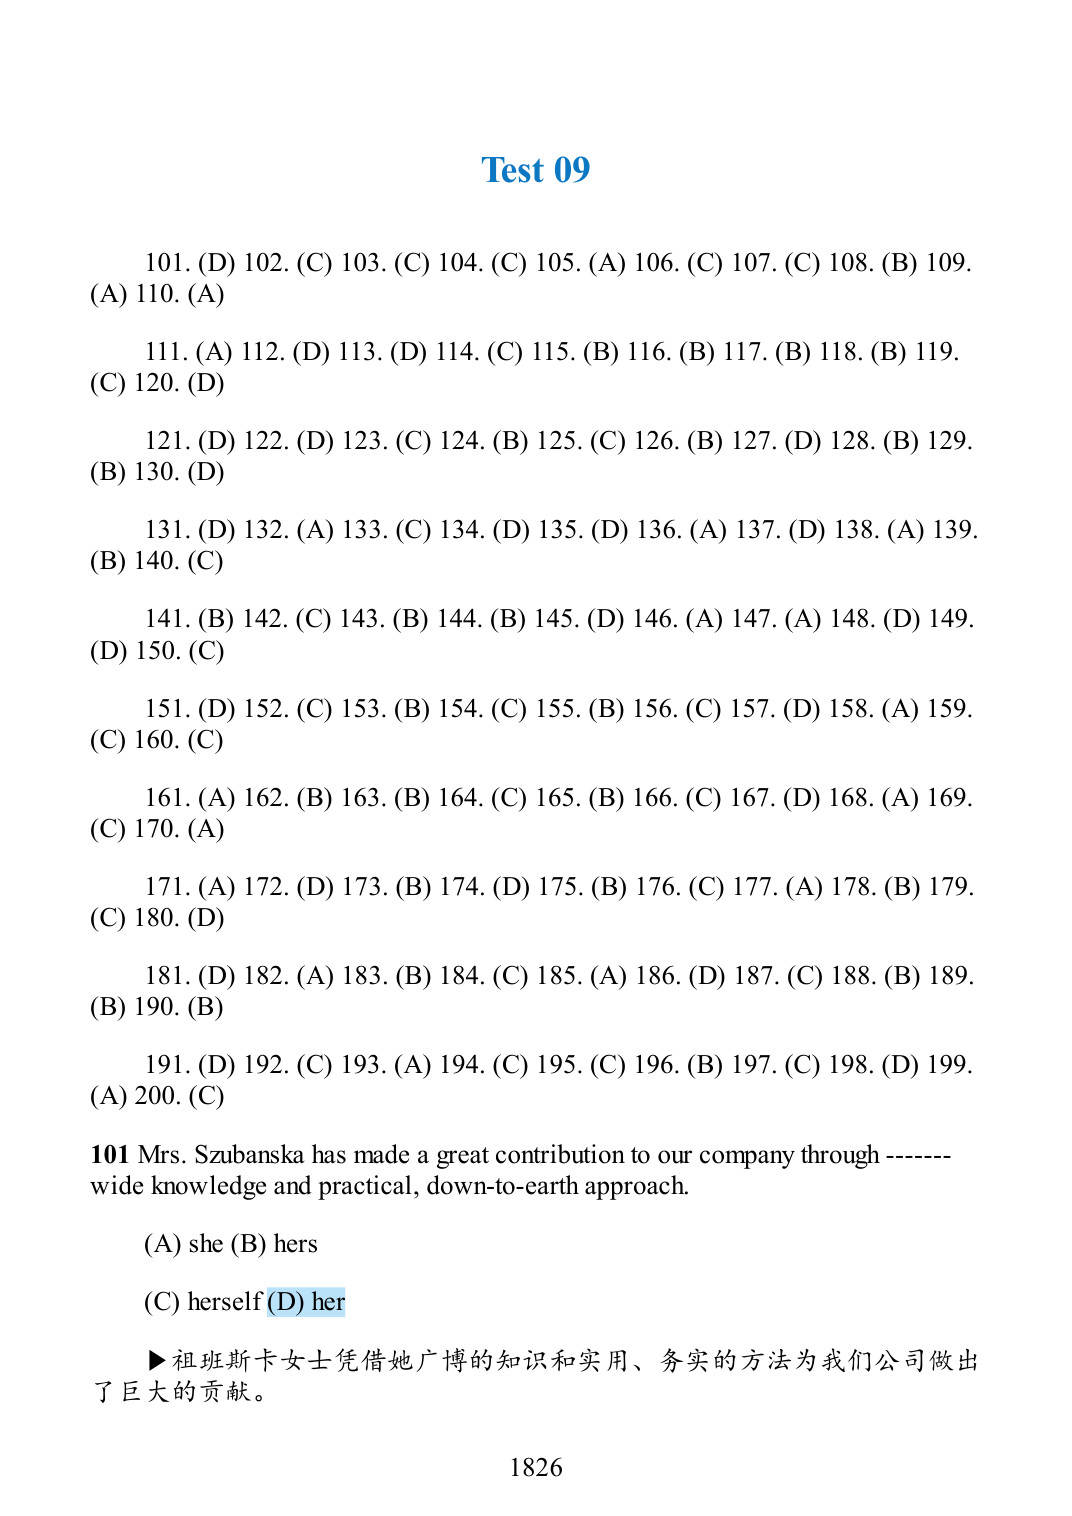 Test 09
101. (D) 102. (C) 103. (C) 104. (C) 105. (A) 106. (C) 107. (C) 108. (B) 109.
(A) 110. (A)
111. (A) 112. (D) 113. (D) 114. (C) 115. (B) 116. (B) 117. (B) 118. (B) 119.
(C) 120. (D)
121. (D) 122. (D) 123. (C) 124. (B) 125. (C) 126. (B) 127. (D) 128. (B) 129.
(B) 130. (D)
131. (D) 132. (A) 133. (C) 134. (D) 135. (D) 136. (A) 137. (D) 138. (A) 139.
(B) 140. (C)
141. (B) 142. (C) 143. (B) 144. (B) 145. (D) 146. (A) 147. (A) 148. (D) 149.
(D) 150. (C)
151. (D) 152. (C) 153. (B) 154. (C) 155. (B) 156. (C) 157. (D) 158. (A) 159.
(C) 160. (C)
161. (A) 162. (B) 163. (B) 164. (C) 165. (B) 166. (C) 167. (D) 168. (A) 169.
(C) 170. (A)
171. (A) 172. (D) 173. (B) 174. (D) 175. (B) 176. (C) 177. (A) 178. (B) 179.
(C) 180. (D)
181. (D) 182. (A) 183. (B) 184. (C) 185. (A) 186. (D) 187. (C) 188. (B) 189.
(B) 190. (B)
191. (D) 192. (C) 193. (A) 194. (C) 195. (C) 196. (B) 197. (C) 198. (D) 199.
(A) 200. (C)
101 Mrs. Szubanska has made a great contribution to our company through -------
wide knowledge and practical, down-to-earth approach.
(A) she (B) hers
(C) herself (D) her
▶祖班斯卡女士凭借她广博的知识和实用、务实的方法为我们公司做出
了巨大的贡献。
1826